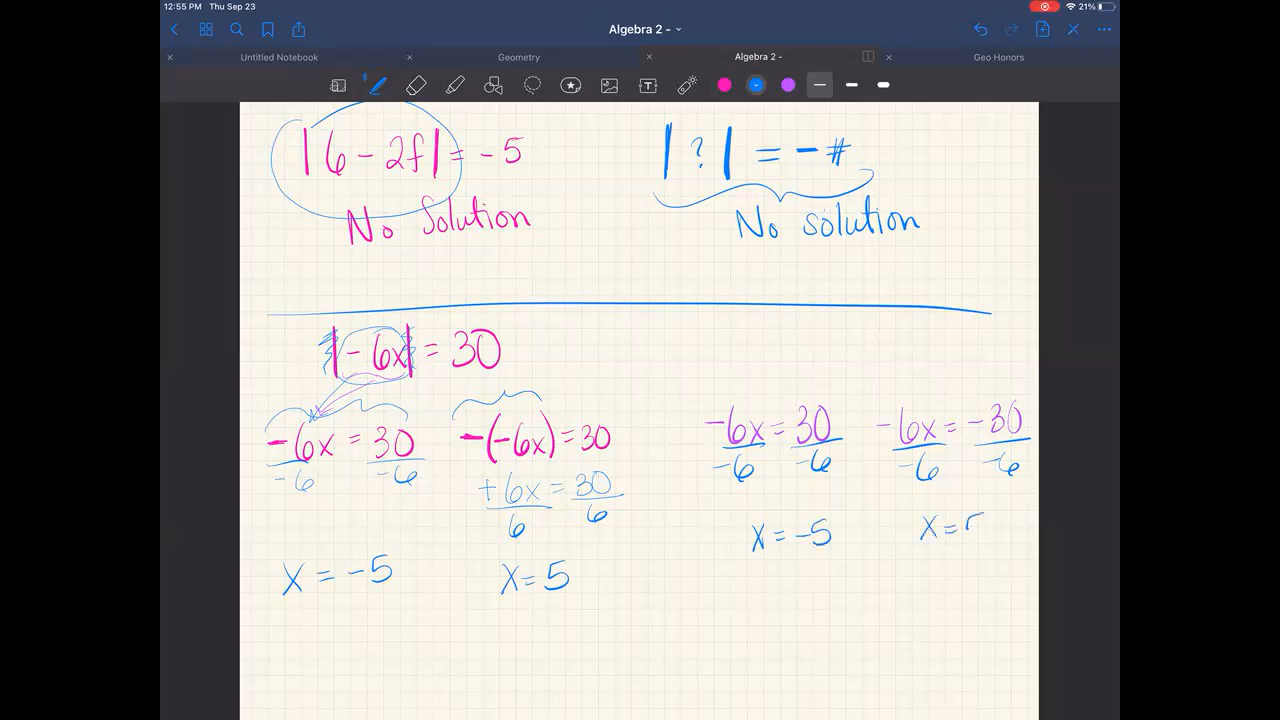 12:55 PM Thu Sep 23
21%
Algebra 2 -
Untitled Notebook
Geometry
Algebra 2 -
Geo Honors
|6 - 2f| = -5
No Solution
|?| = -#
No solution
|-6x| = 30
-6x = 30
-6 -6
x = -5
-(-6x) = 30
+6x = 30
6 6
x = 5
-6x = 30
-6 -6
x = -5
-6x = -30
-6 -6
x =